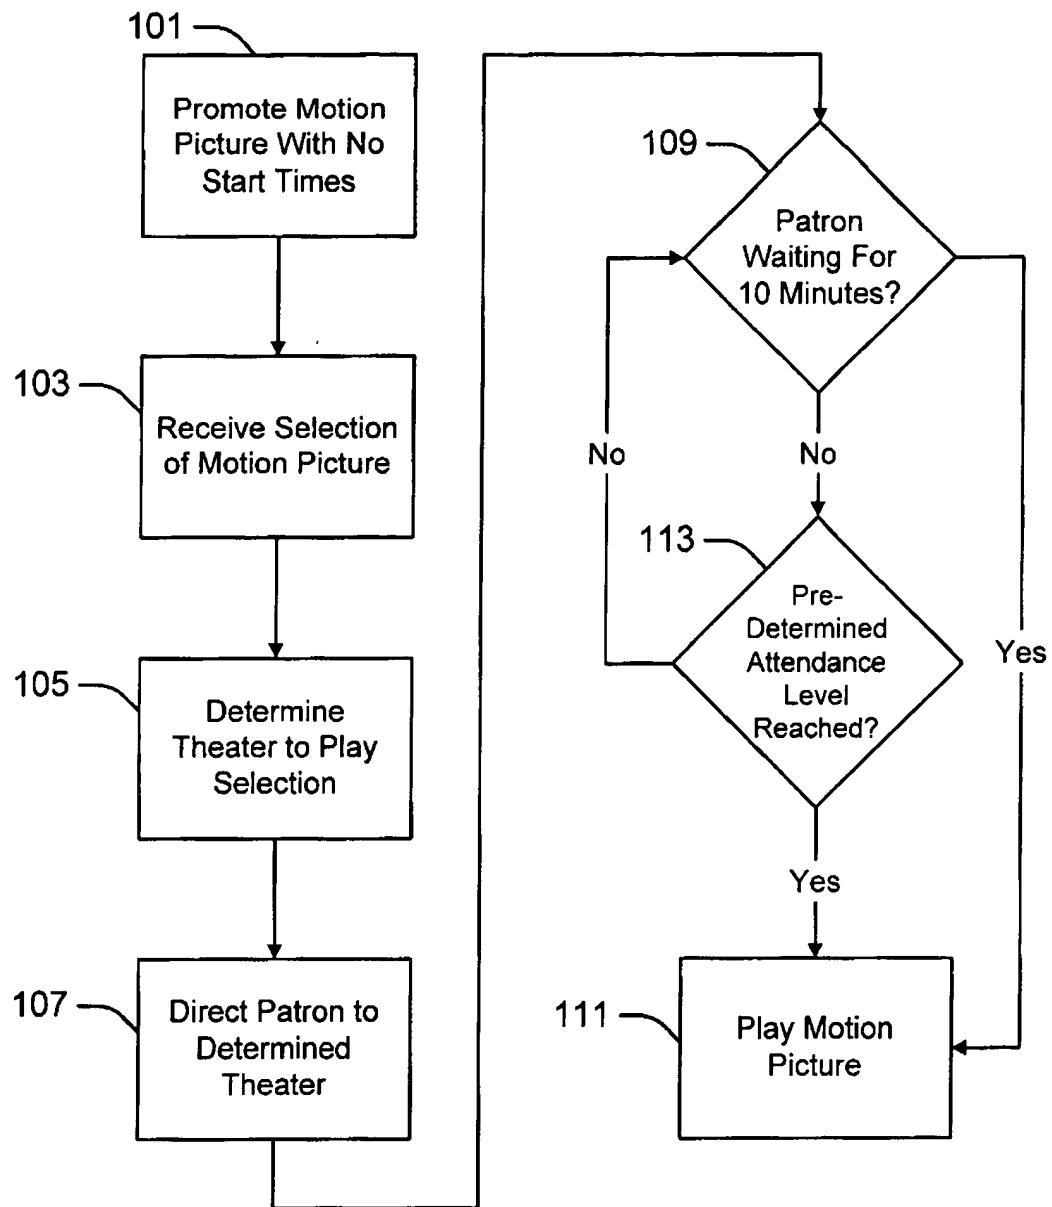 101
Promote Motion
Picture With No
Start Times
103
Receive Selection
of Motion Picture
105
Determine
Theater to Play
Selection
107
Direct Patron to
Determined
Theater
109
Patron
Waiting For
10 Minutes?
No
No
113
Pre-
Determined
Attendance
Level
Reached?
Yes
Yes
111
Play Motion
Picture